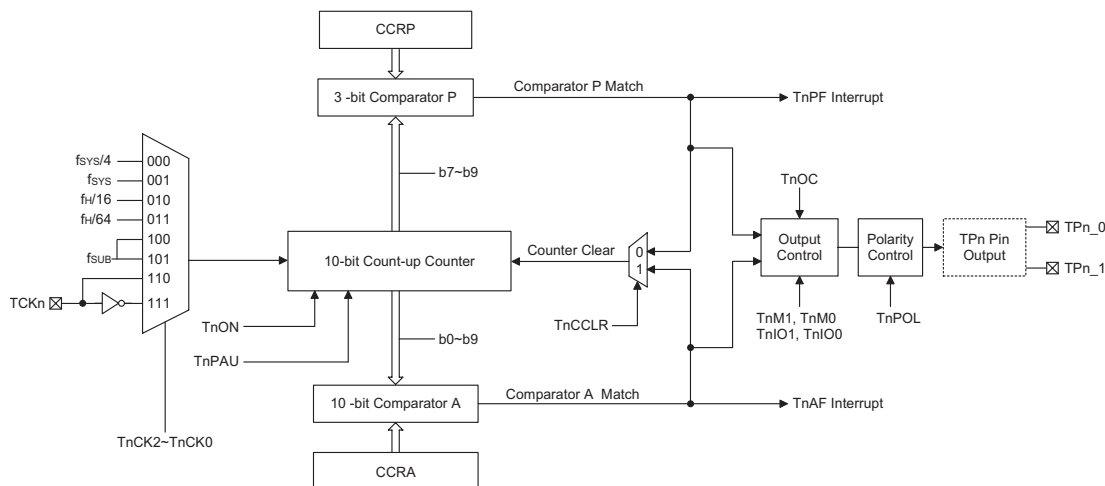 CCRP
3 -bit Comparator P
Comparator P Match
TnPF Interrupt
b7~b9
fSYS/4
fSYS
fH/16
fH/64
fSUB
TCKn
000
001
010
011
100
101
110
111
TnCK2~TnCK0
10-bit Count-up Counter
TnON
TnPAU
Counter Clear
0
1
TnCCLR
TnOC
Output
Control
TnM1, TnM0
TnIO1, TnIO0
Polarity
Control
TnPOL
TPn Pin
Output
TPn_0
TPn_1
b0~b9
10 -bit Comparator A
Comparator A Match
TnAF Interrupt
CCRA